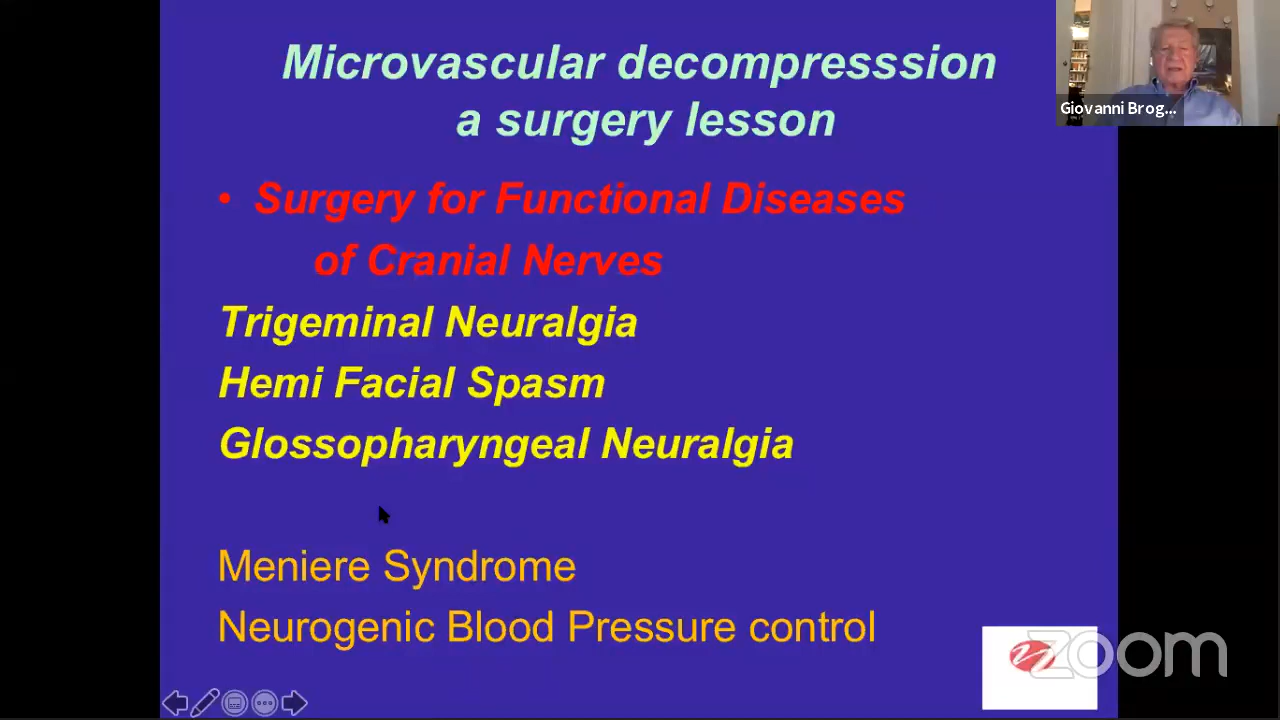 Microvascular decompresssion
a surgery lesson
Giovanni Brog...
• Surgery for Functional Diseases
of Cranial Nerves
Trigeminal Neuralgia
Hemi Facial Spasm
Glossopharyngeal Neuralgia
Meniere Syndrome
Neurogenic Blood Pressure control
zoom